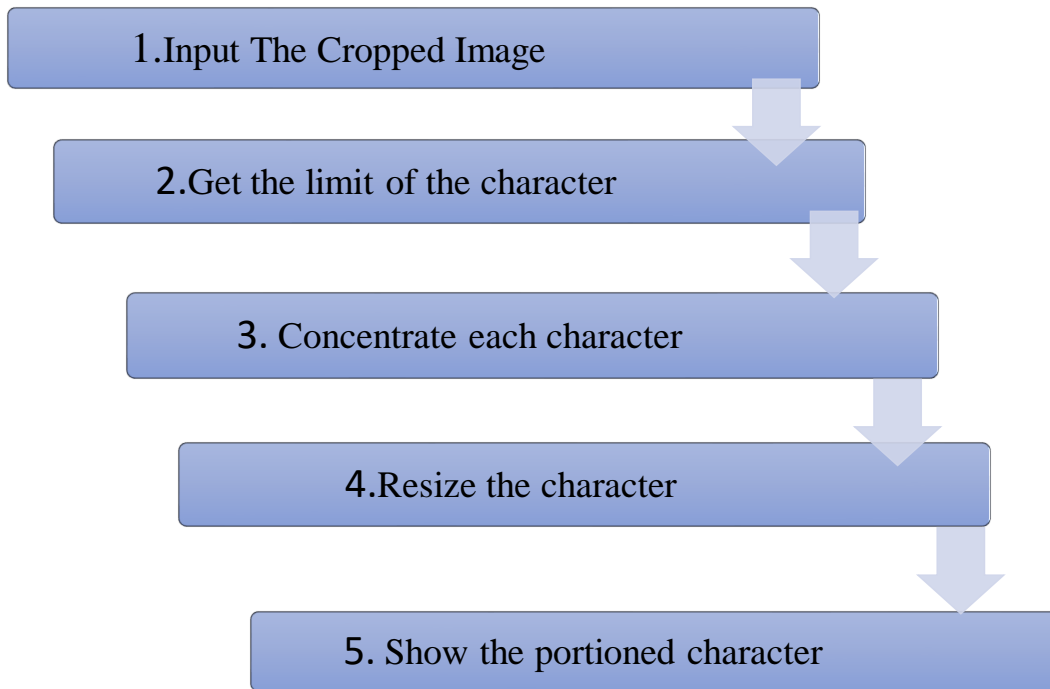 1.Input The Cropped Image
2.Get the limit of the character
3. Concentrate each character
4.Resize the character
5. Show the portioned character